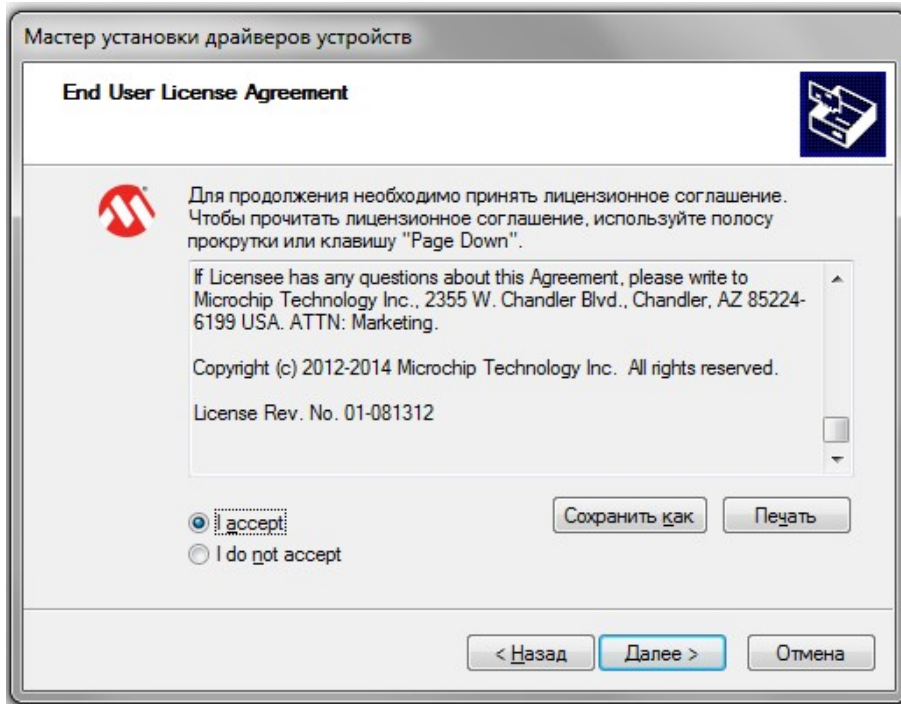 Мастер установки драйверов устройств
End User License Agreement
Для продолжения необходимо принять лицензионное соглашение.
Чтобы прочитать лицензионное соглашение, используйте полосу
прокрутки или клавишу "Page Down".
If Licensee has any questions about this Agreement, please write to
Microchip Technology Inc., 2355 W. Chandler Blvd., Chandler, AZ 85224-
6199 USA. ATTN: Marketing.
Copyright (c) 2012-2014 Microchip Technology Inc.  All rights reserved.
License Rev. No. 01-081312
I accept
Сохранить как
Печать
I do not accept
< Назад
Далее >
Отмена